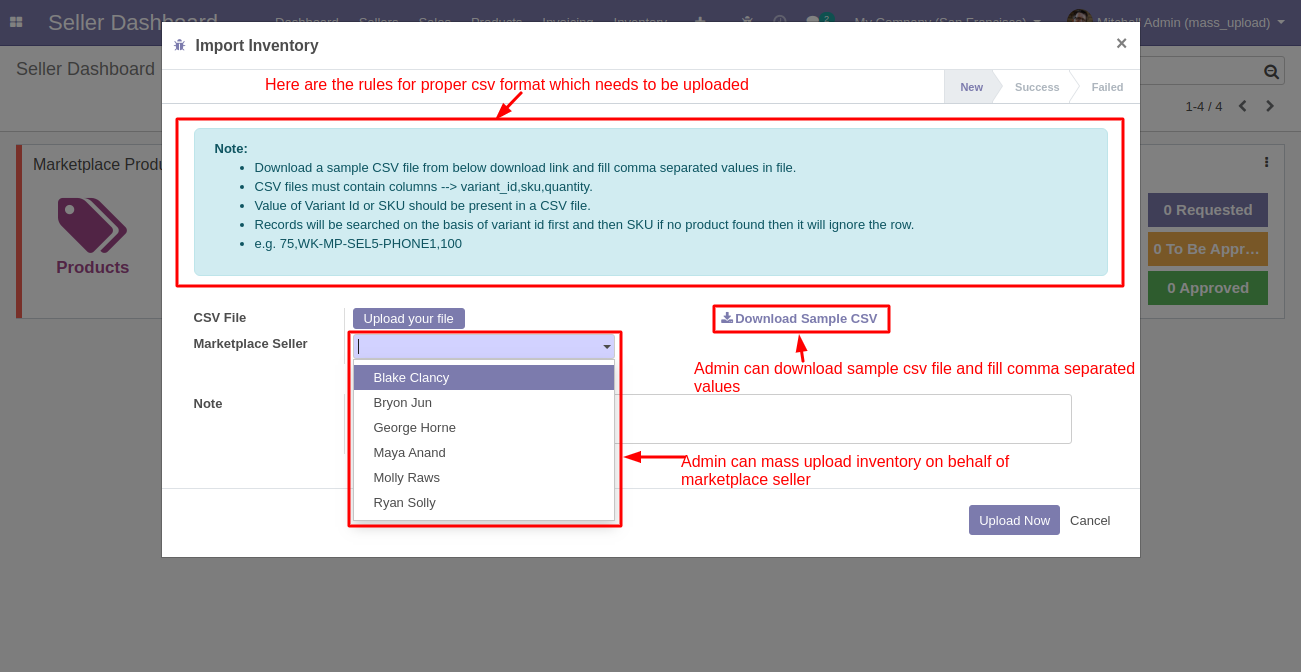 Seller Dashboard
Dashboard Sellers Sales Products Invoicing Inventory
2
My Company (San Francisco)
Mitchell Admin (mass_upload)
Import Inventory
×
Seller Dashboard
Here are the rules for proper csv format which needs to be uploaded
New
Success
Failed
1-4 / 4
Note:
Download a sample CSV file from below download link and fill comma separated values in file.
CSV files must contain columns --> variant_id,sku,quantity.
Value of Variant Id or SKU should be present in a CSV file.
Records will be searched on the basis of variant id first and then SKU if no product found then it will ignore the row.
e.g. 75,WK-MP-SEL5-PHONE1,100
Marketplace Produ
Products
0 Requested
0 To Be Appr…
0 Approved
CSV File
Upload your file
Download Sample CSV
Marketplace Seller
Admin can download sample csv file and fill comma separated
values
Blake Clancy
Bryon Jun
George Horne
Maya Anand
Molly Raws
Ryan Solly
Note
Admin can mass upload inventory on behalf of
marketplace seller
Upload Now
Cancel